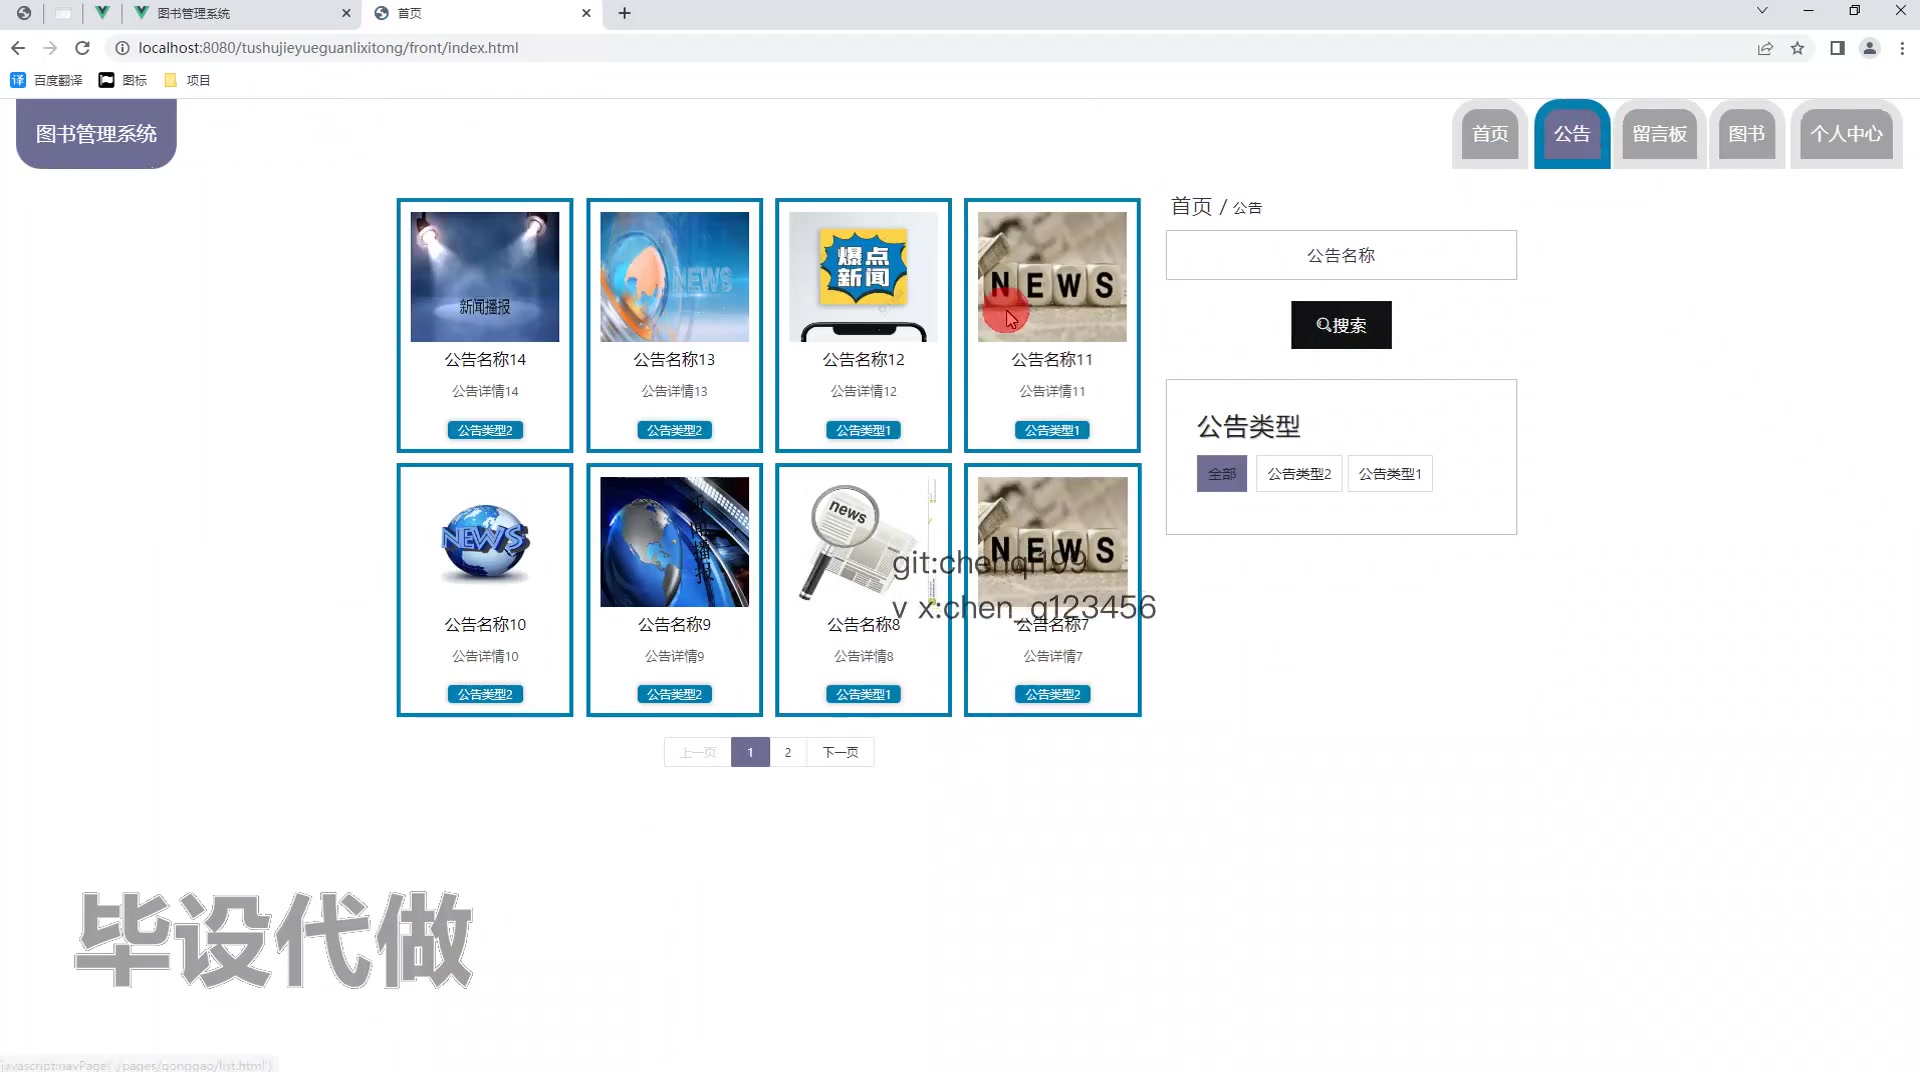 图书管理系统
首页
localhost:8080/tushujieyueguanlixitong/front/index.html
译 百度翻译
图标
项目
图书管理系统
首页
公告
留言板
图书
个人中心
首页 / 公告
公告名称
搜索
公告类型
全部
公告类型2
公告类型1
新闻播报
公告名称14
公告详情14
公告类型2
NEWS
公告名称13
公告详情13
公告类型2
爆点
新闻
公告名称12
公告详情12
公告类型1
NEWS
公告名称11
公告详情11
公告类型1
NEWS
公告名称10
公告详情10
公告类型2
新闻播报
公告名称9
公告详情9
公告类型2
news
公告名称8
公告详情8
公告类型1
NEWS
公告名称7
公告详情7
公告类型2
git:chenqi199
v x:chen_q123456
上一页
1
2
下一页
毕设代做
javascript:navPage('./pages/gonggao/list.html')